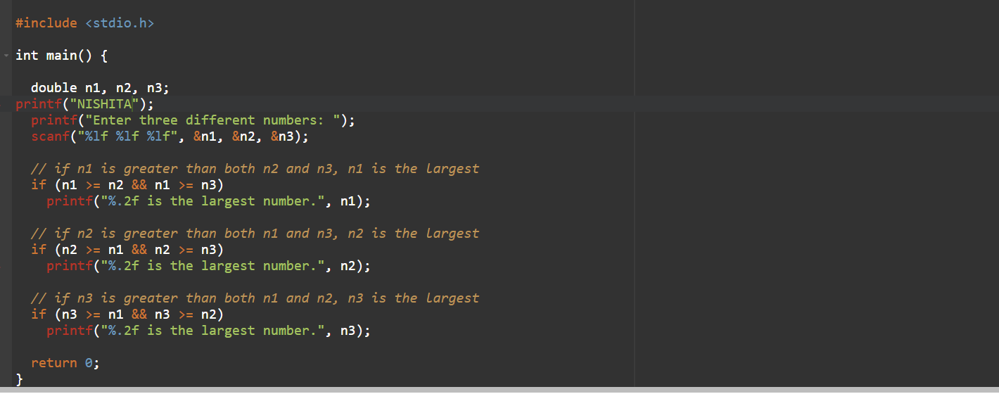 #include <stdio.h>
int main() {
double n1, n2, n3;
printf("NISHITA");
printf("Enter three different numbers: ");
scanf("%lf %lf %lf", &n1, &n2, &n3);
// if n1 is greater than both n2 and n3, n1 is the largest
if (n1 >= n2 && n1 >= n3)
printf("%.2f is the largest number.", n1);
// if n2 is greater than both n1 and n3, n2 is the largest
if (n2 >= n1 && n2 >= n3)
printf("%.2f is the largest number.", n2);
// if n3 is greater than both n1 and n2, n3 is the largest
if (n3 >= n1 && n3 >= n2)
printf("%.2f is the largest number.", n3);
return 0;
}